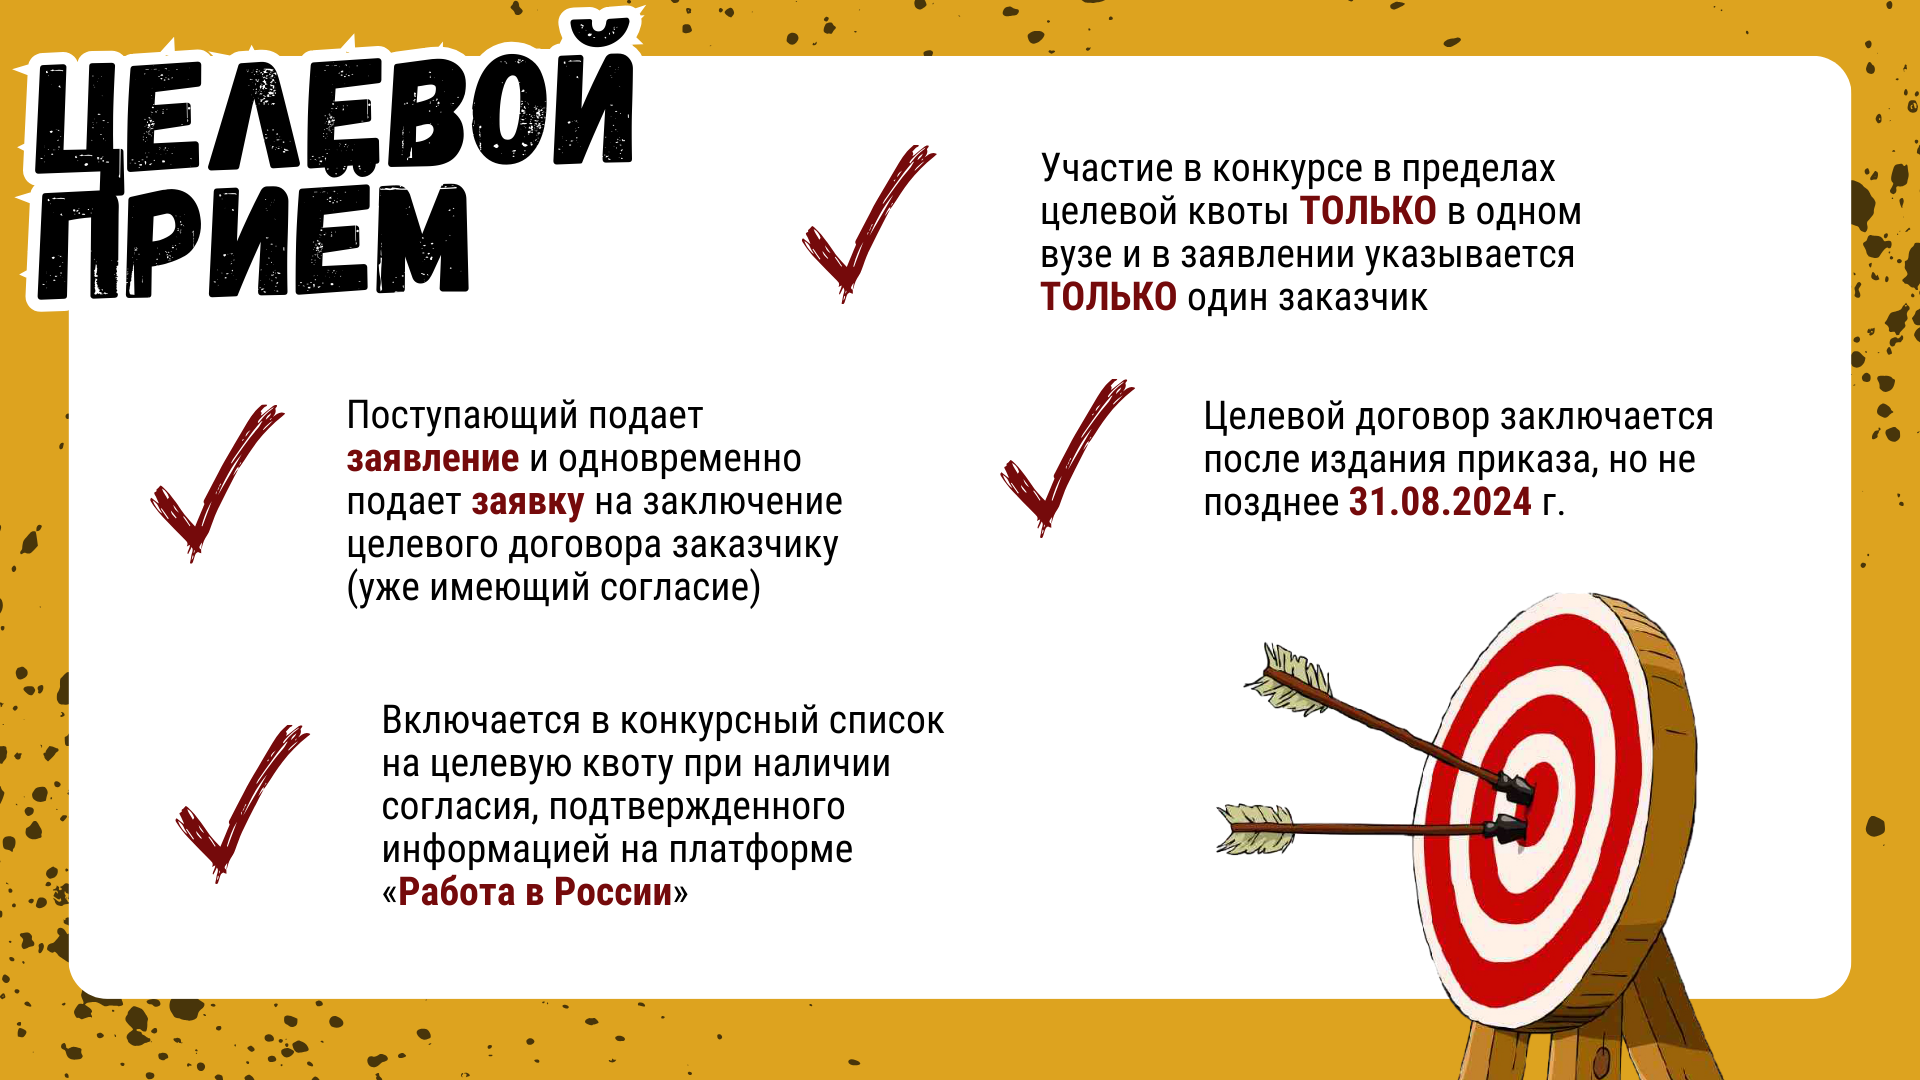 ЦЕЛЕВОЙ
ПРИЁМ
Участие в конкурсе в пределах
целевой квоты ТОЛЬКО в одном
вузе и в заявлении указывается
ТОЛЬКО один заказчик
Поступающий подает
заявление и одновременно
подает заявку на заключение
целевого договора заказчику
(уже имеющий согласие)
Целевой договор заключается
после издания приказа, но не
позднее 31.08.2024 г.
Включается в конкурсный список
на целевую квоту при наличии
согласия, подтвержденного
информацией на платформе
«Работа в России»